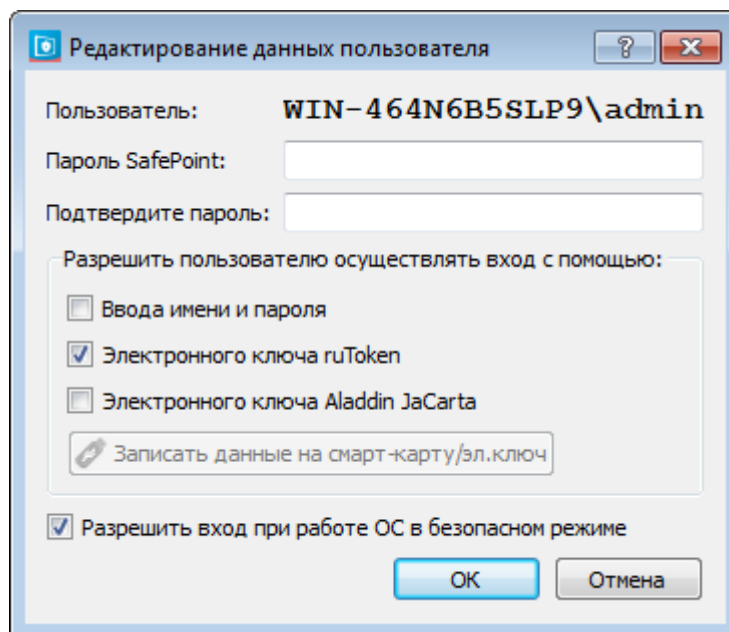 Редактирование данных пользователя
Пользователь: WIN-464N6B5SLP9\admin
Пароль SafePoint:
Подтвердите пароль:
Разрешить пользователю осуществлять вход с помощью:
Ввода имени и пароля
Электронного ключа ruToken
Электронного ключа Aladdin JaCarta
Записать данные на смарт-карту/эл.ключ
Разрешить вход при работе ОС в безопасном режиме
ОК Отмена